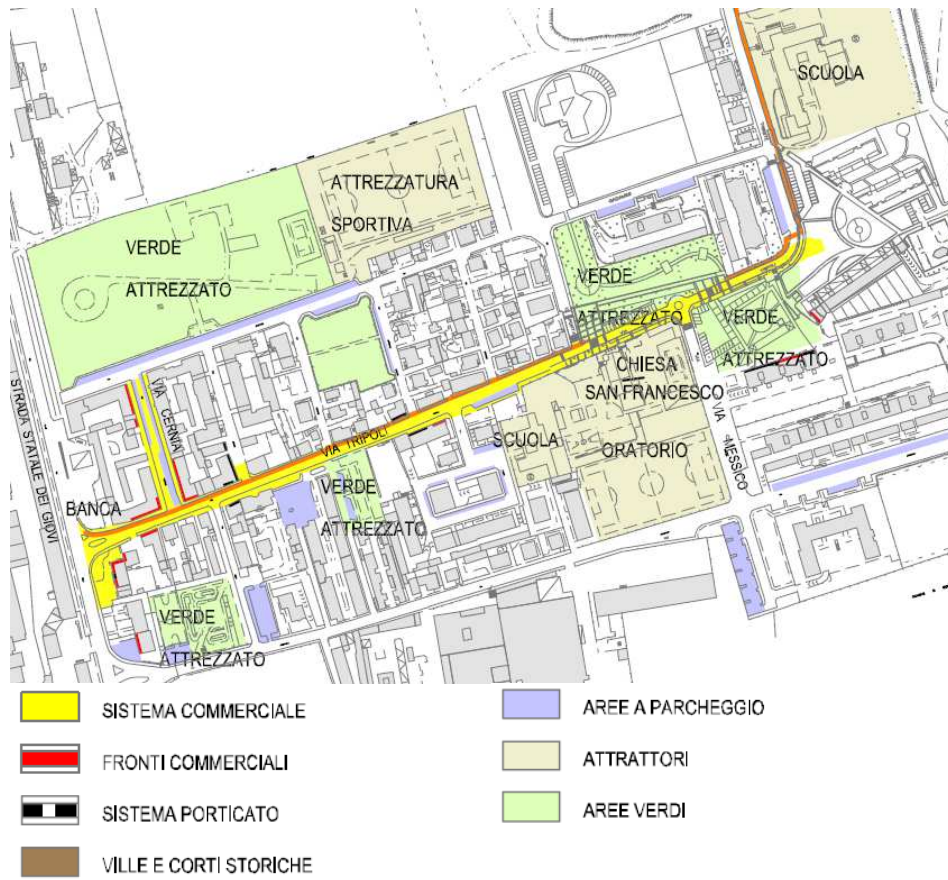 SCUOLA
ATTREZZATURA
SPORTIVA
VERDE
ATTREZZATO
VERDE
ATTREZZATO
VERDE
ATTREZZATO
CHIESA
SAN FRANCESCO
VIA CERNIA
STRADA STATALE DEI GIOVI
VIA TRIPOLI
SCUOLA
ORATORIO
VIA MESSICO
BANCA
VERDE
ATTREZZATO
VERDE
ATTREZZATO
SISTEMA COMMERCIALE
FRONTI COMMERCIALI
SISTEMA PORTICATO
VILLE E CORTI STORICHE
AREE A PARCHEGGIO
ATTRATTORI
AREE VERDI